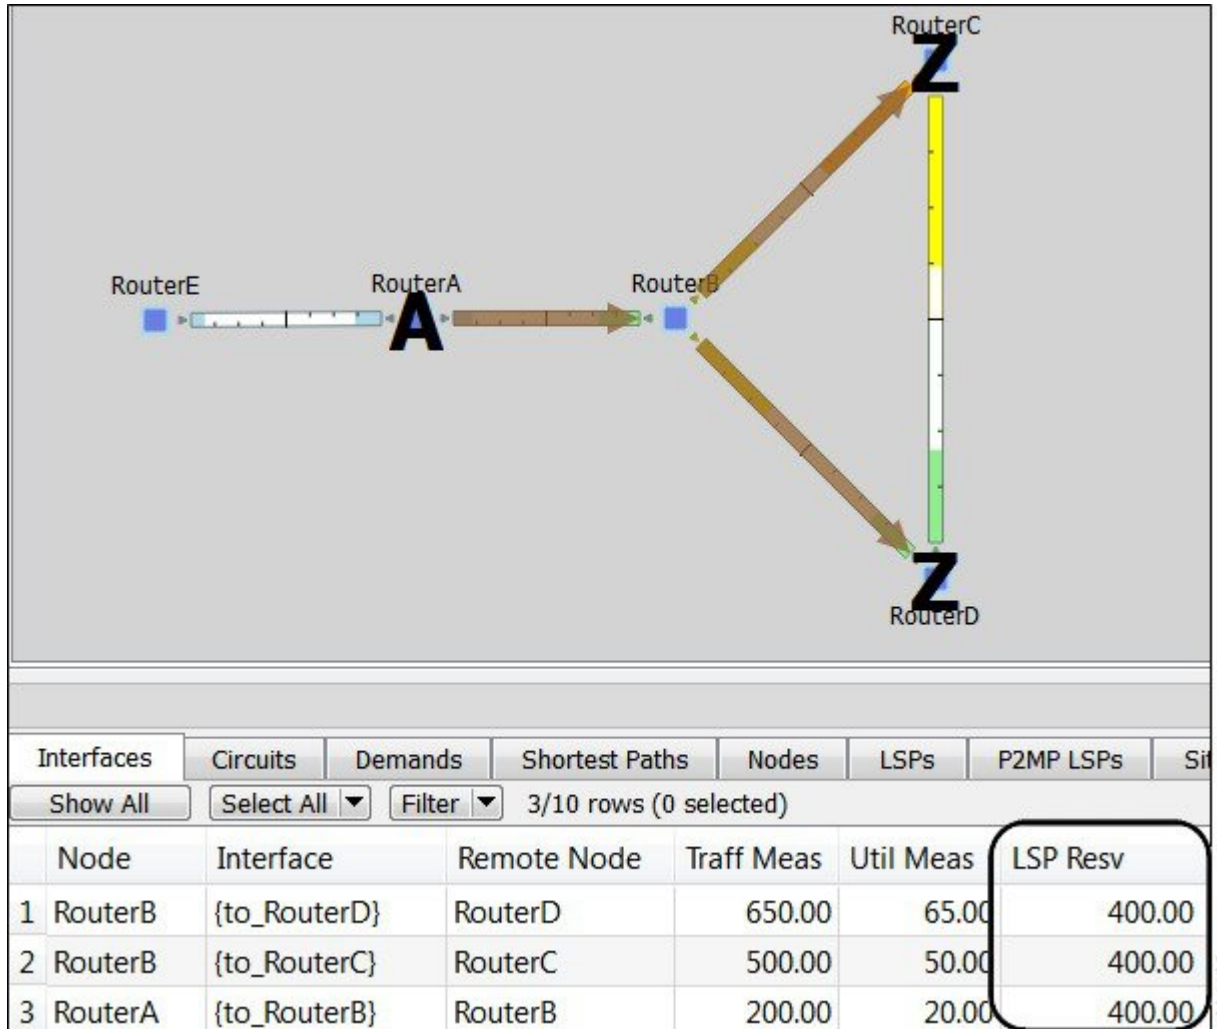 RouterC
Z
RouterE
RouterA
RouterB
A
Z
RouterD
Interfaces Circuits Demands Shortest Paths Nodes LSPs P2MP LSPs
Show All Select All Filter 3/10 rows (0 selected)
Node Interface Remote Node Traff Meas Util Meas LSP Resv
1 RouterB {to_RouterD} RouterD 650.00 65.00 400.00
2 RouterB {to_RouterC} RouterC 500.00 50.00 400.00
3 RouterA {to_RouterB} RouterB 200.00 20.00 400.00